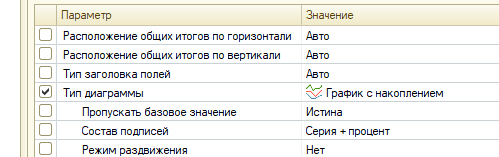 Параметр Значение
Расположение общих итогов по горизонтали Авто
Расположение общих итогов по вертикали Авто
Тип заголовка полей Авто
Тип диаграммы График с накоплением
Пропускать базовое значение Истина
Состав подписей Серия + процент
Режим раздвижения Нет